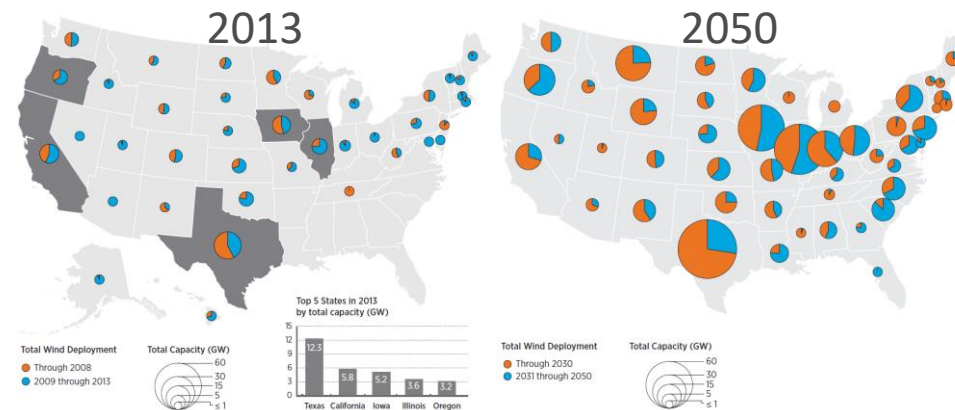 2013
2050
Top 5 States in 2013
by total capacity (GW)
15
12
9
6
3
0
12.3
5.8
5.2
3.6
3.2
Texas California Iowa Illinois Oregon
Total Wind Deployment
Through 2008
2009 through 2013
Total Capacity (GW)
60
30
15
5
≤ 1
Total Wind Deployment
Through 2030
2031 through 2050
Total Capacity (GW)
60
30
15
5
≤ 1